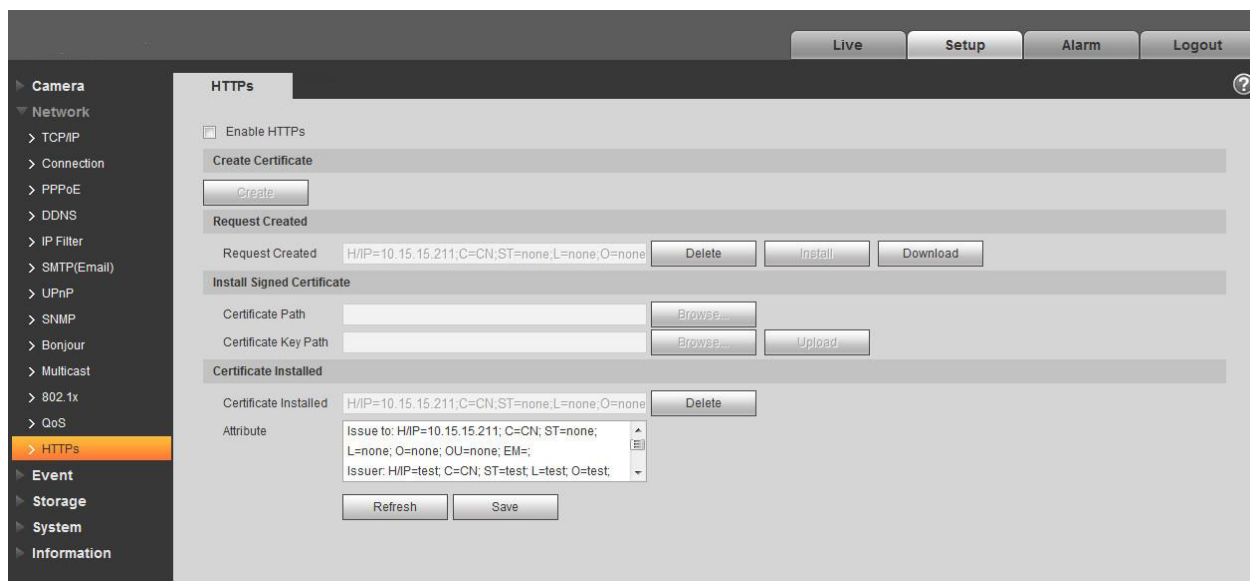 Live Setup Alarm Logout
Camera
Network
TCP/IP
Connection
PPPoE
DDNS
IP Filter
SMTP(Email)
UPnP
SNMP
Bonjour
Multicast
802.1x
QoS
HTTPs
Event
Storage
System
Information
HTTPs
?
Enable HTTPs
Create Certificate
Create
Request Created
Request Created H/IP=10.15.15.211;C=CN;ST=none;L=none;O=none Delete Install Download
Install Signed Certificate
Certificate Path Browse...
Certificate Key Path Browse... Upload
Certificate Installed
Certificate Installed H/IP=10.15.15.211;C=CN;ST=none;L=none;O=none Delete
Attribute
Issue to: H/IP=10.15.15.211; C=CN; ST=none;
L=none; O=none; OU=none; EM=;
Issuer: H/IP=test; C=CN; ST=test; L=test; O=test;
Refresh Save